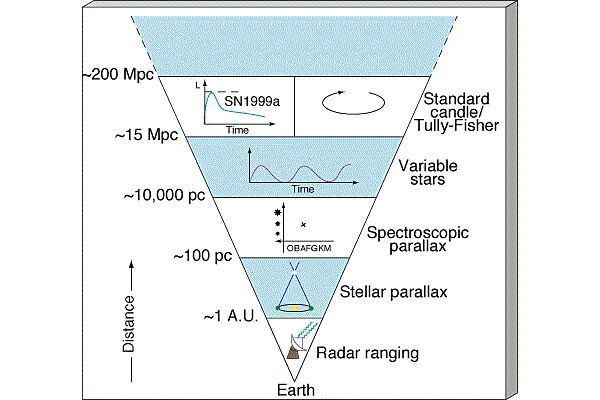 ~200 Mpc
L
SN1999a
Time
Standard
candle/
Tully-Fisher
~15 Mpc
Variable
stars
Time
~10,000 pc
OBAFGKM
Spectroscopic
parallax
~100 pc
Stellar parallax
~1 A.U.
Distance
Radar ranging
Earth